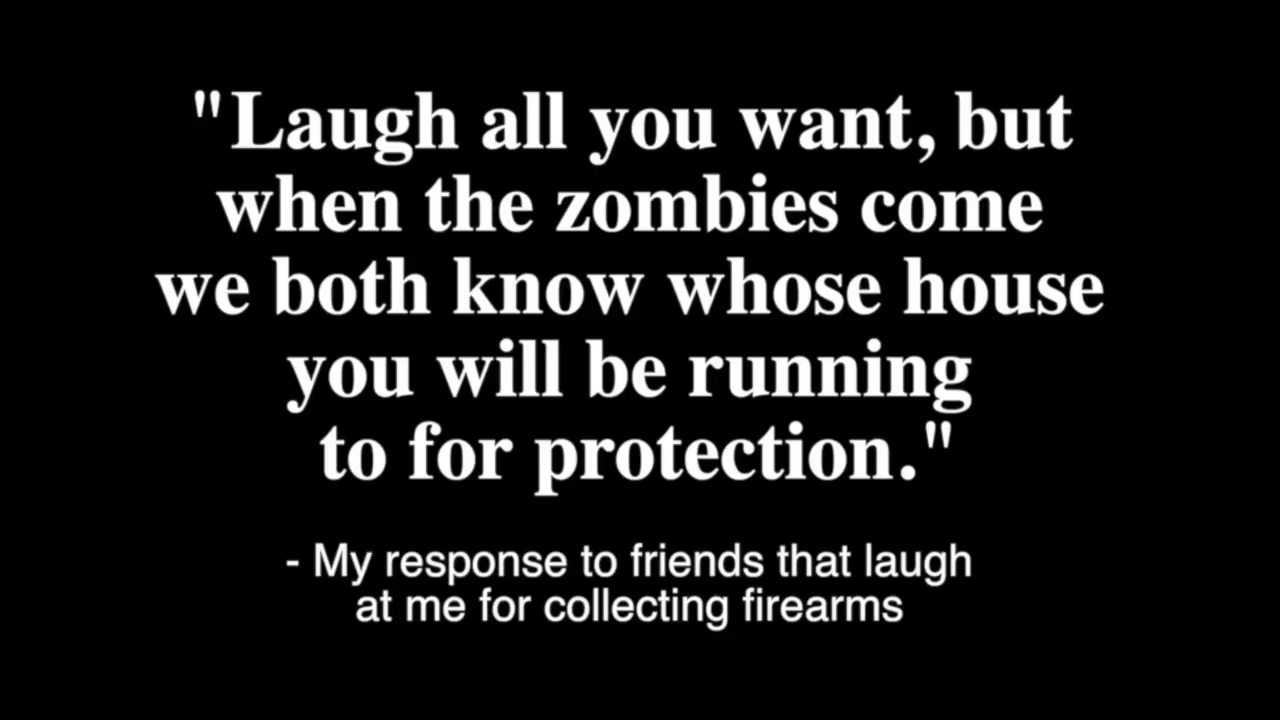 "Laugh all you want, but
when the zombies come
we both know whose house
you will be running
to for protection."
- My response to friends that laugh
at me for collecting firearms